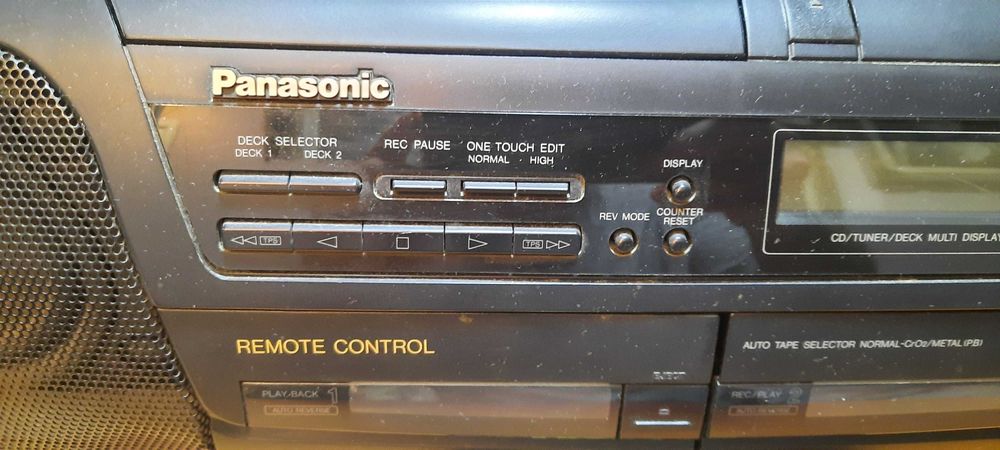 Panasonic
DECK SELECTOR
DECK 1 DECK 2
REC PAUSE
ONE TOUCH EDIT
NORMAL HIGH
DISPLAY
REV MODE
COUNTER
RESET
TPS
TPS
CD/TUNER/DECK MULTI DISPLAY
REMOTE CONTROL
AUTO TAPE SELECTOR NORMAL-CrO2/METAL(P.B)
EJECT
PLAY/BACK 1
AUTO REVERSE
REC/PLAY 2
AUTO REVERSE